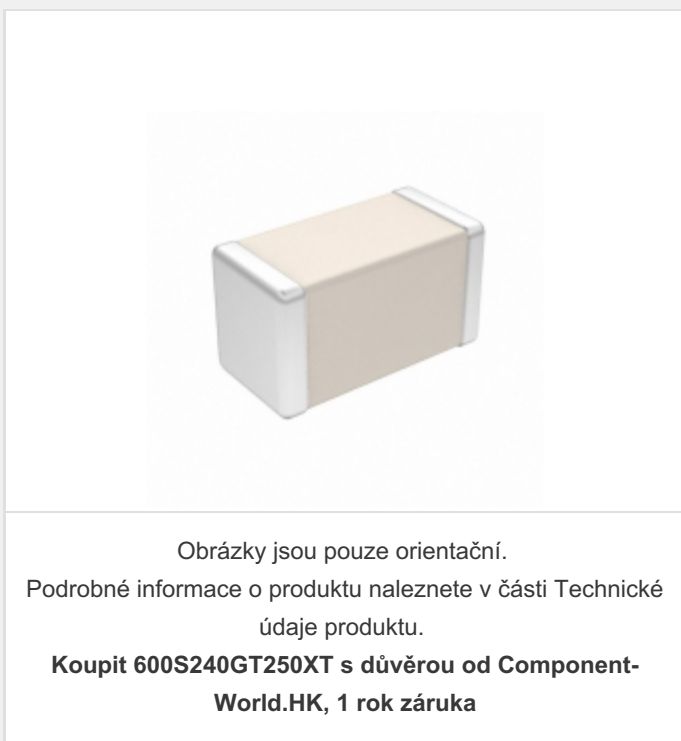 Obrázky jsou pouze orientační.
Podrobné informace o produktu naleznete v části Technické
údaje produktu.
Koupit 600S240GT250XT s důvěrou od Component-
World.HK, 1 rok záruka